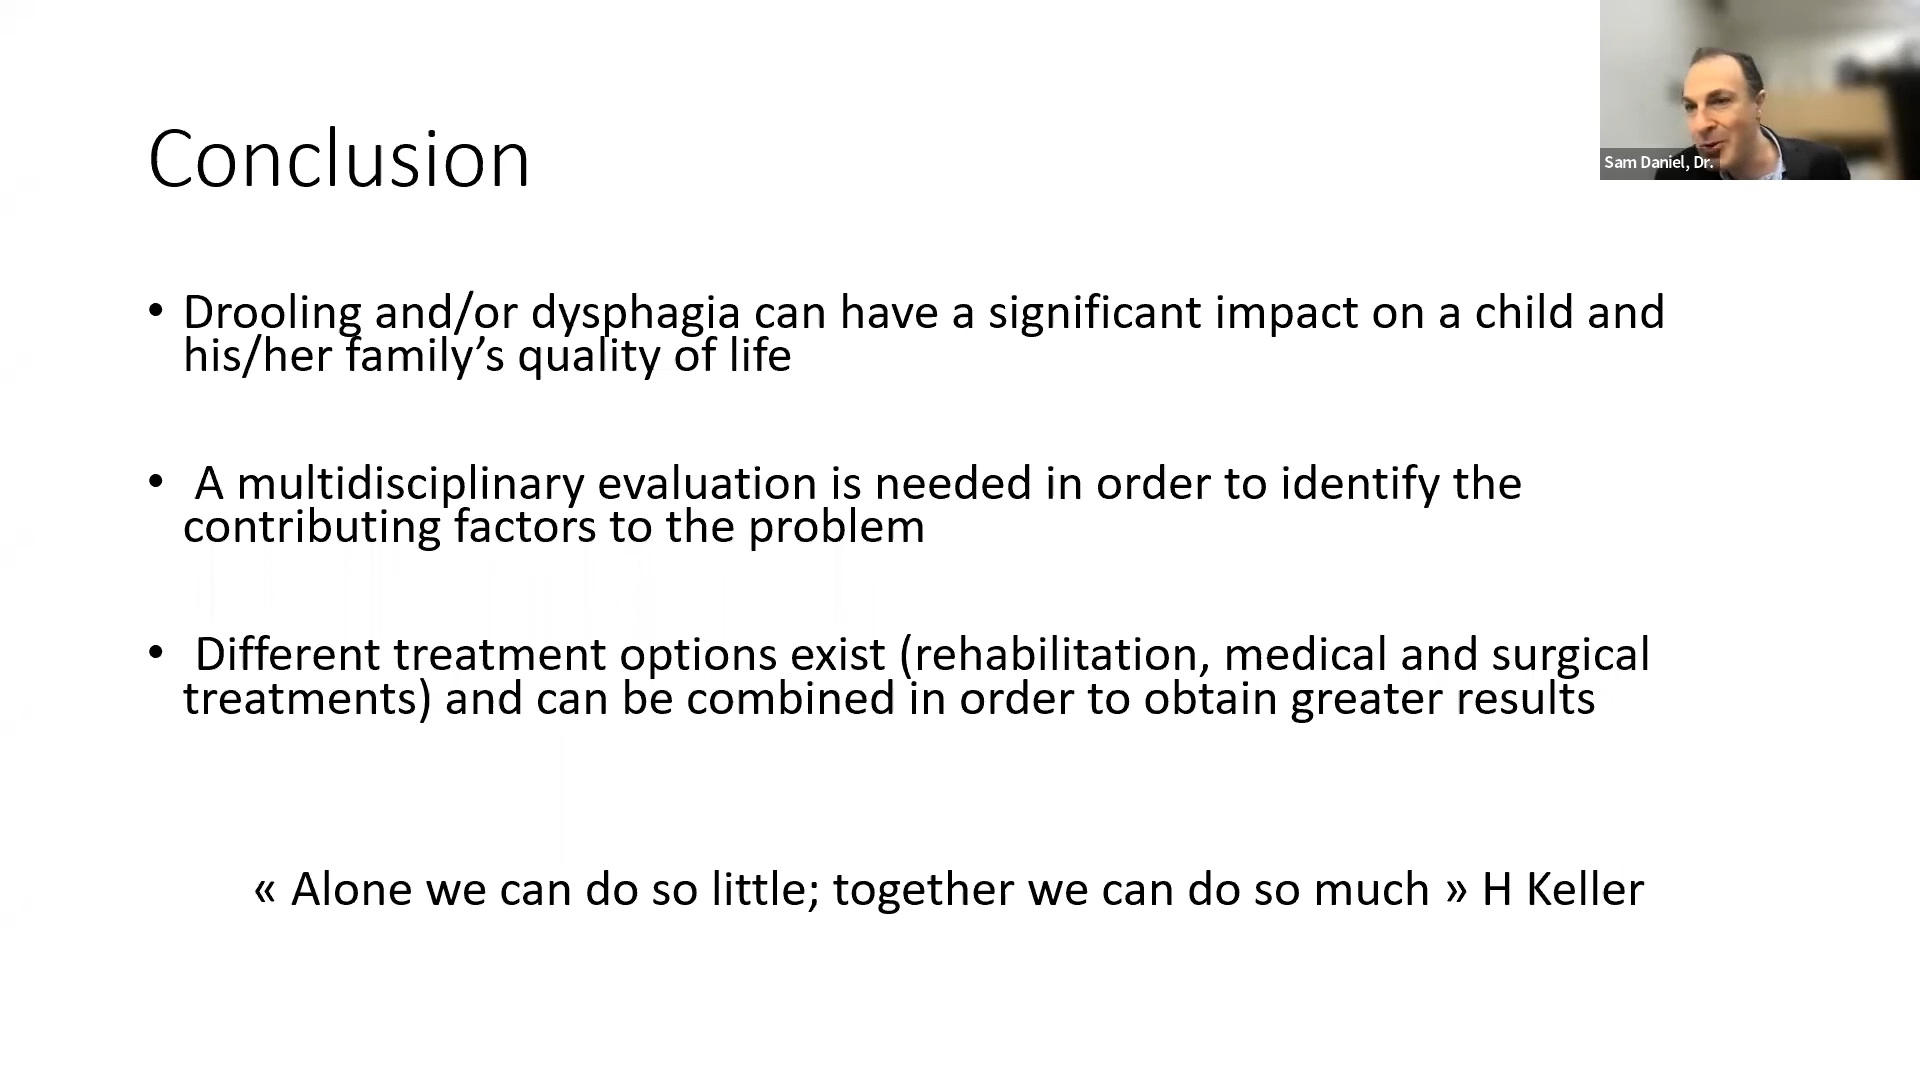 Conclusion
Sam Daniel, Dr.
• Drooling and/or dysphagia can have a significant impact on a child and
his/her family’s quality of life
• A multidisciplinary evaluation is needed in order to identify the
contributing factors to the problem
• Different treatment options exist (rehabilitation, medical and surgical
treatments) and can be combined in order to obtain greater results
« Alone we can do so little; together we can do so much » H Keller